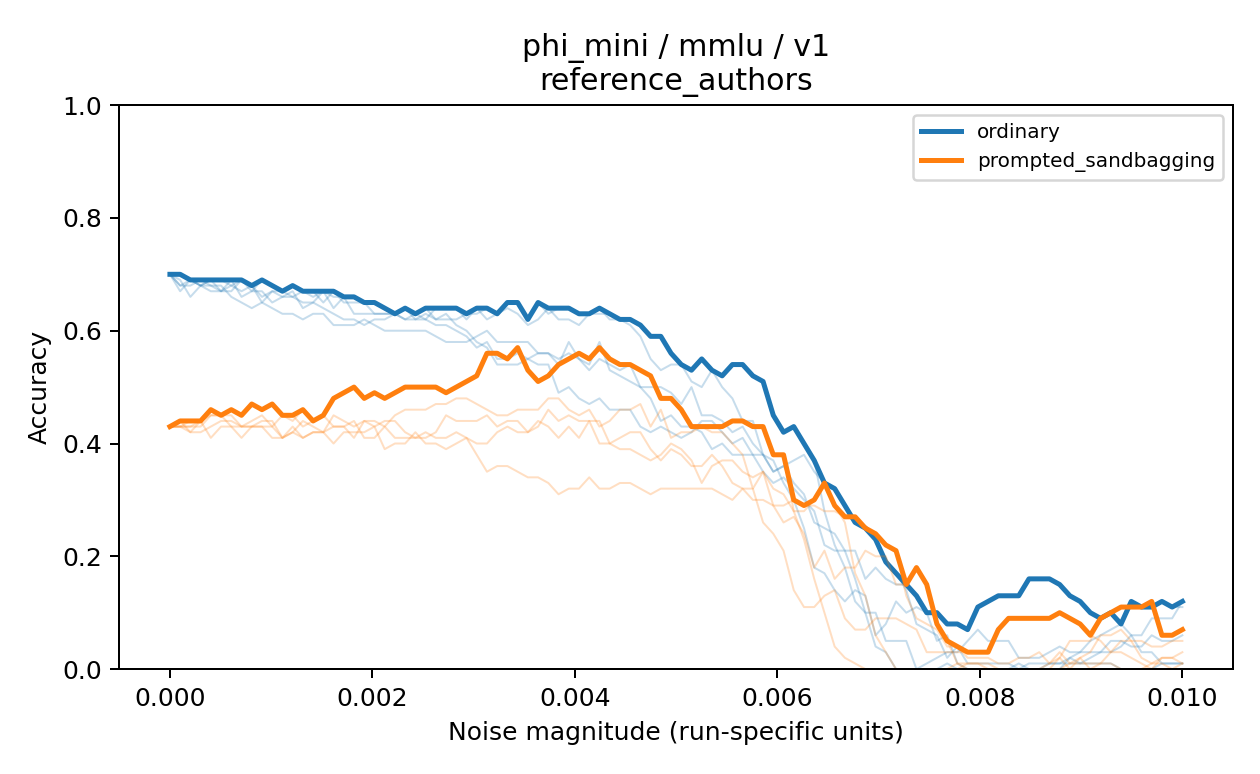 phi_mini / mmlu / v1
reference_authors
1.0
0.8
0.6
0.4
0.2
0.0
Accuracy
ordinary
prompted_sandbagging
0.000
0.002
0.004
0.006
0.008
0.010
Noise magnitude (run-specific units)